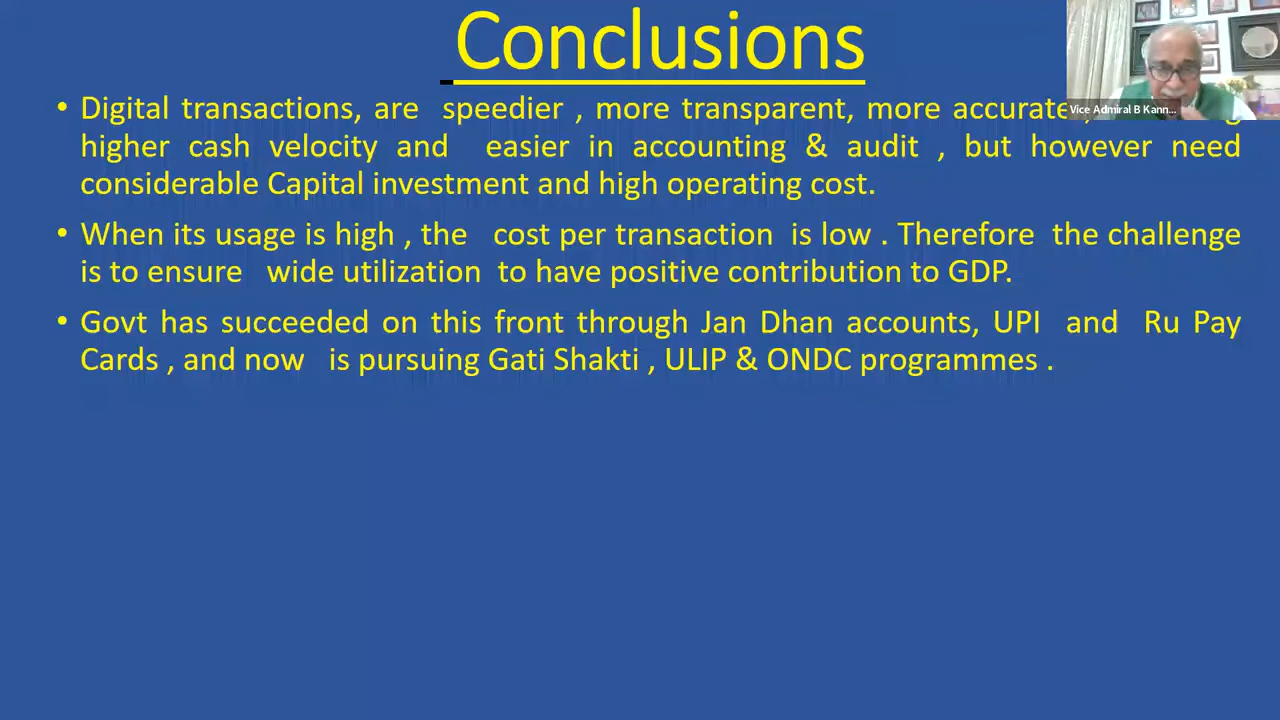 Conclusions
• Digital transactions, are speedier , more transparent, more accurate,
Vice Admiral B Kann...
higher cash velocity and easier in accounting & audit , but however need
considerable Capital investment and high operating cost.
• When its usage is high , the cost per transaction is low . Therefore the challenge
is to ensure wide utilization to have positive contribution to GDP.
• Govt has succeeded on this front through Jan Dhan accounts, UPI and Ru Pay
Cards , and now is pursuing Gati Shakti , ULIP & ONDC programmes .